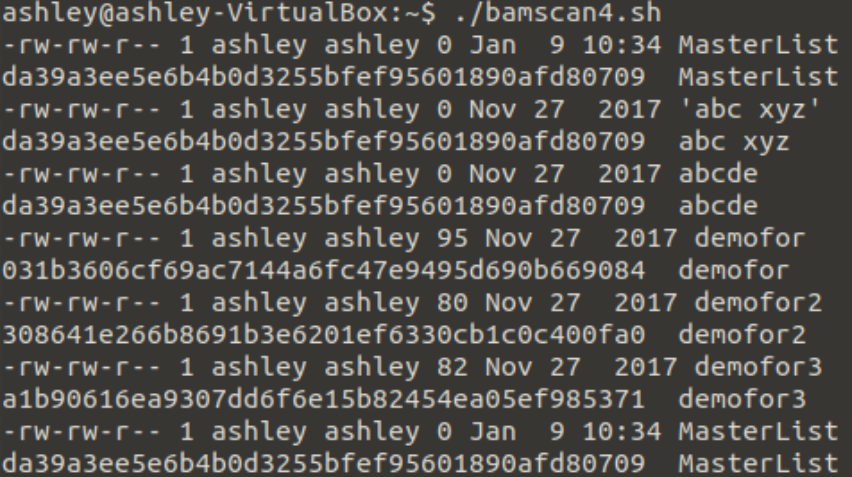 ashley@ashley-VirtualBox:~$ ./bamscan4.sh
-rw-rw-r-- 1 ashley ashley 0 Jan  9 10:34 MasterList
da39a3ee5e6b4b0d3255bfef95601890afd80709  MasterList
-rw-rw-r-- 1 ashley ashley 0 Nov 27  2017 'abc xyz'
da39a3ee5e6b4b0d3255bfef95601890afd80709  abc xyz
-rw-rw-r-- 1 ashley ashley 0 Nov 27  2017 abcde
da39a3ee5e6b4b0d3255bfef95601890afd80709  abcde
-rw-rw-r-- 1 ashley ashley 95 Nov 27  2017 demofor
031b3606cf69ac7144a6fc47e9495d690b669084  demofor
-rw-rw-r-- 1 ashley ashley 80 Nov 27  2017 demofor2
308641e266b8691b3e6201ef6330cb1c0c400fa0  demofor2
-rw-rw-r-- 1 ashley ashley 82 Nov 27  2017 demofor3
a1b90616ea9307dd6f6e15b82454ea05ef985371  demofor3
-rw-rw-r-- 1 ashley ashley 0 Jan  9 10:34 MasterList
da39a3ee5e6b4b0d3255bfef95601890afd80709  MasterList